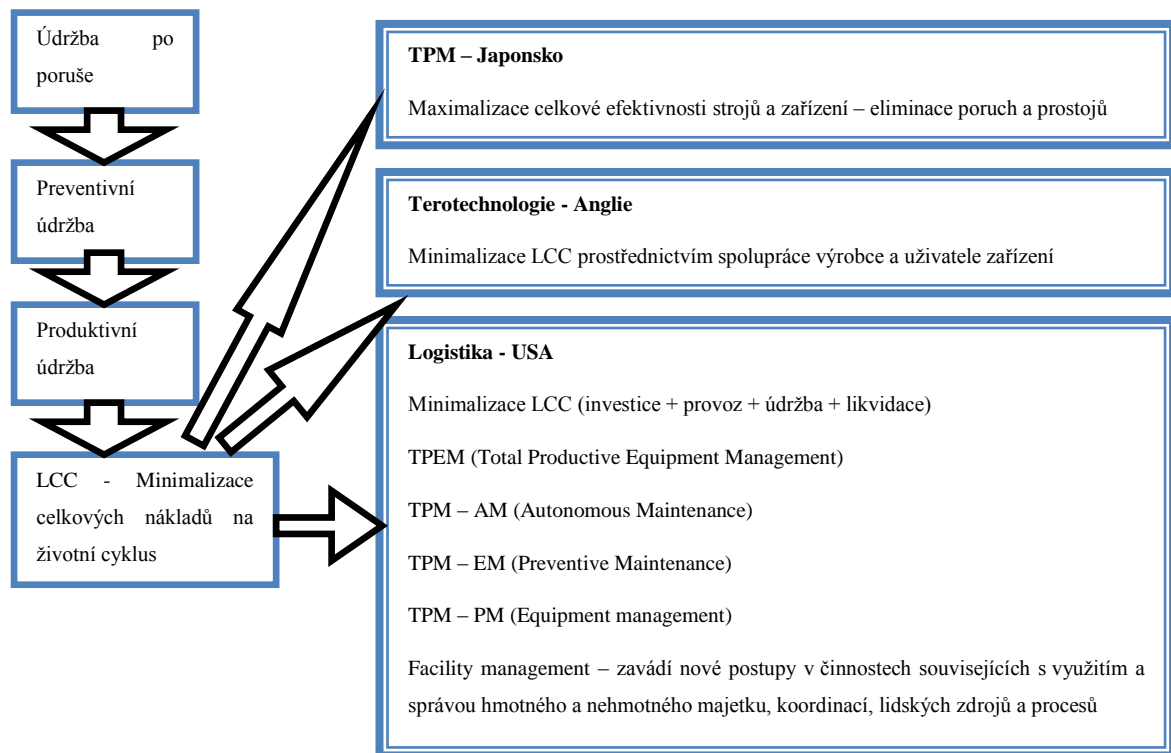 Údržba po
poruše
Preventivní
údržba
Produktivní
údržba
LCC - Minimalizace
celkových nákladů na
životní cyklus
TPM – Japonsko
Maximalizace celkové efektivnosti strojů a zařízení – eliminace poruch a prostojů
Terotechnologie - Anglie
Minimalizace LCC prostřednictvím spolupráce výrobce a uživatele zařízení
Logistika - USA
Minimalizace LCC (investice + provoz + údržba + likvidace)
TPEM (Total Productive Equipment Management)
TPM – AM (Autonomous Maintenance)
TPM – EM (Preventive Maintenance)
TPM – PM (Equipment management)
Facility management – zavádí nové postupy v činnostech souvisejících s využitím a
správou hmotného a nehmotného majetku, koordinací, lidských zdrojů a procesů